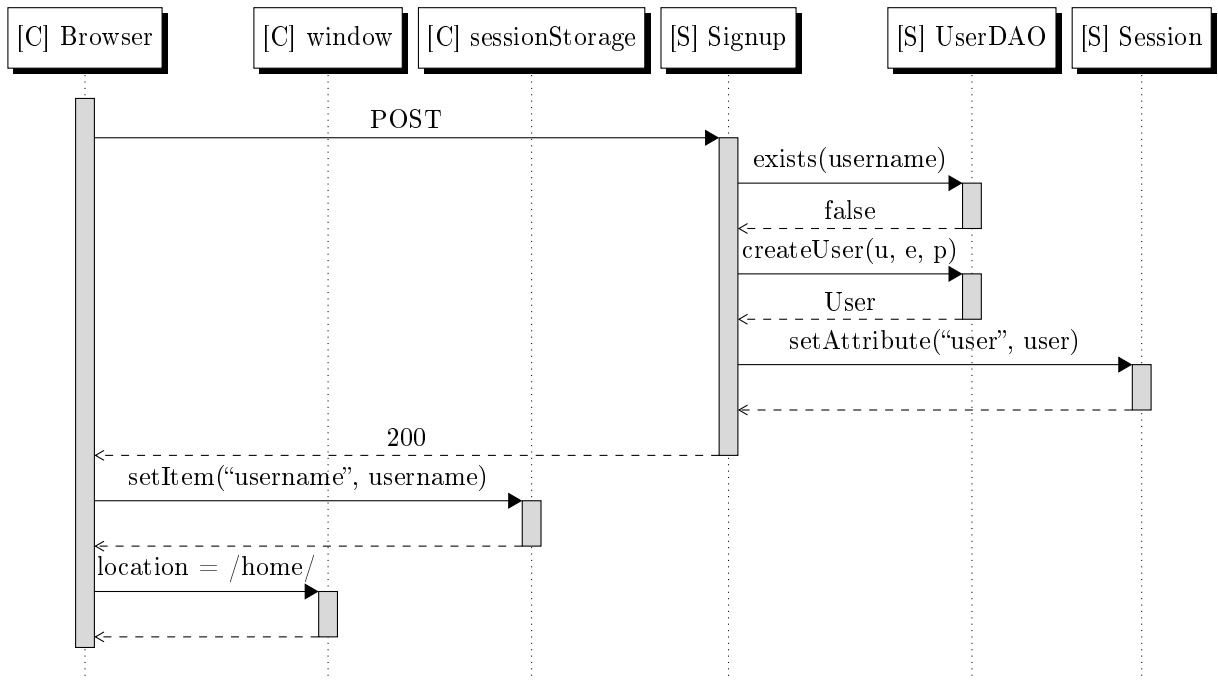 [C] Browser
[C] window
[C] sessionStorage
[S] Signup
[S] UserDAO
[S] Session
POST
exists(username)
false
createUser(u, e, p)
User
setAttribute(“user”, user)
200
setItem(“username”, username)
location = /home/